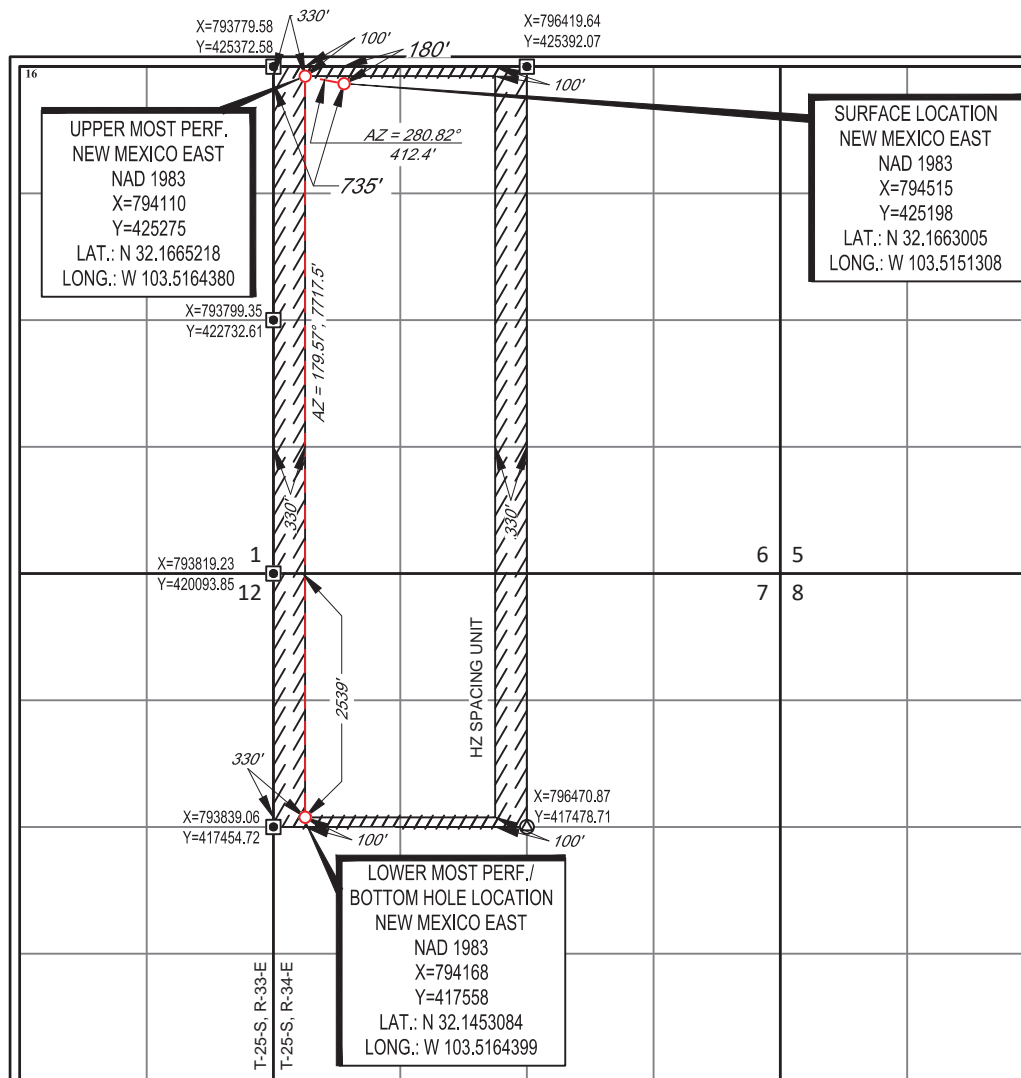 X=793779.58
Y=425372.58
330'
100'
180'
X=796419.64
Y=425392.07
16
100'
UPPER MOST PERF.
NEW MEXICO EAST
NAD 1983
X=794110
Y=425275
LAT.: N 32.1665218
LONG.: W 103.5164380
AZ = 280.82°
412.4'
735'
SURFACE LOCATION
NEW MEXICO EAST
NAD 1983
X=794515
Y=425198
LAT.: N 32.1663005
LONG.: W 103.5151308
X=793799.35
Y=422732.61
AZ = 179.57°, 7717.5'
330'
330'
X=793819.23
Y=420093.85
1
12
6
5
7
8
2539'
HZ SPACING UNIT
330'
X=793839.06
Y=417454.72
100'
X=796470.87
Y=417478.71
100'
LOWER MOST PERF./
BOTTOM HOLE LOCATION
NEW MEXICO EAST
NAD 1983
X=794168
Y=417558
LAT.: N 32.1453084
LONG.: W 103.5164399
T-25-S, R-33-E
T-25-S, R-34-E